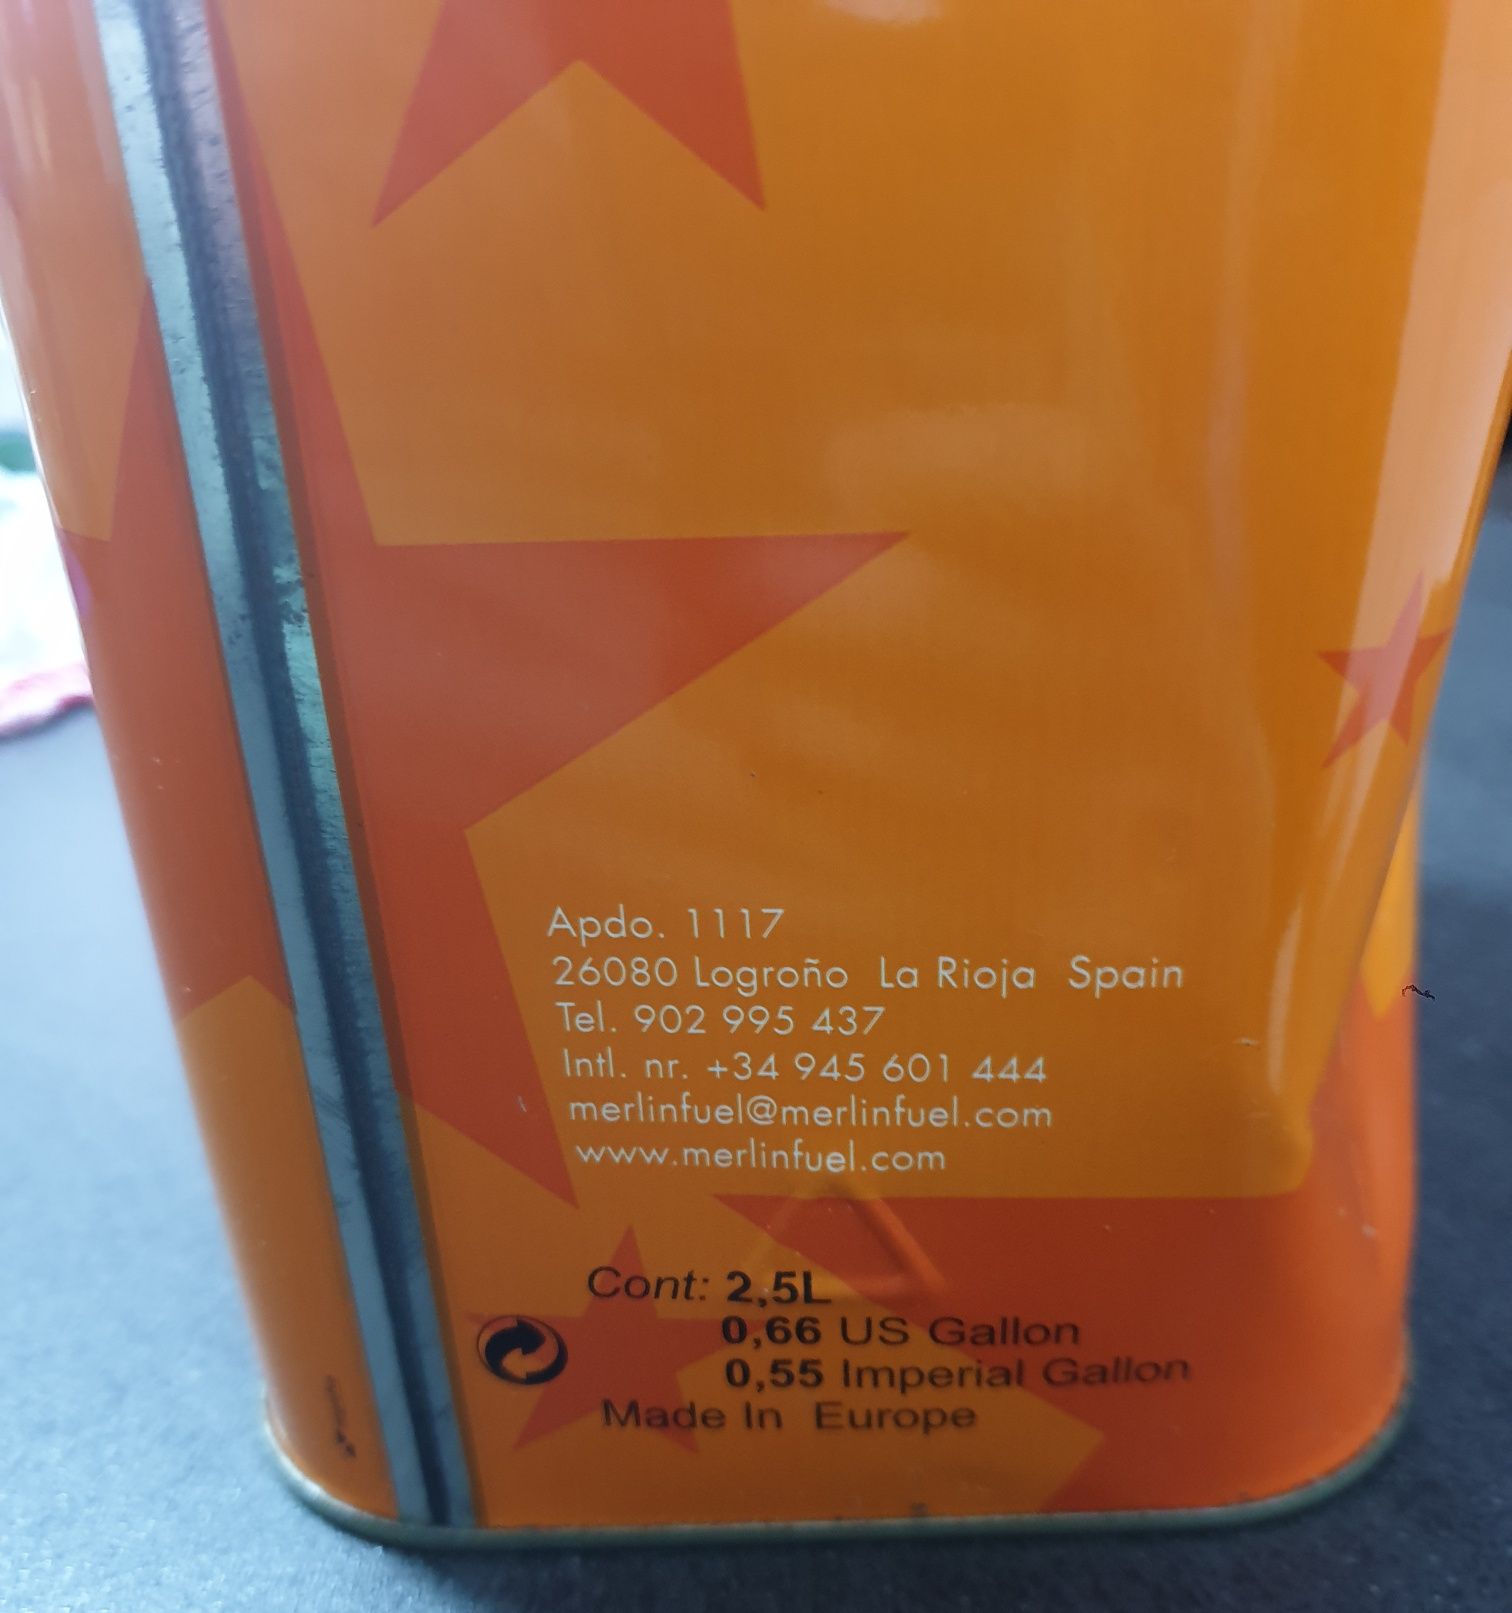 Apdo. 1117
26080 Logroño La Rioja Spain
Tel. 902 995 437
Intl. nr. +34 945 601 444
merlinfuel@merlinfuel.com
www.merlinfuel.com
Cont: 2,5L
0,66 US Gallon
0,55 Imperial Gallon
Made In Europe